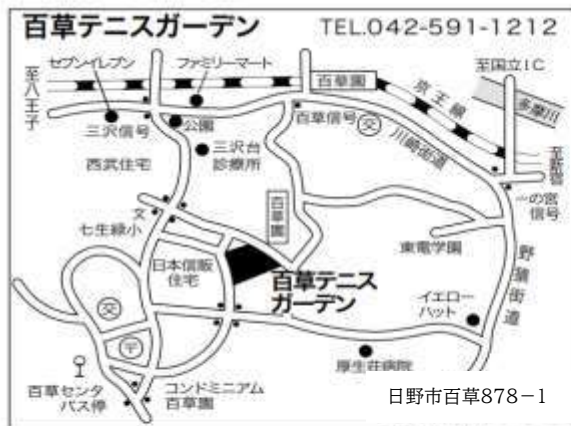 百草テニスガーデン
TEL.042-591-1212
セブンイレブン
ファミリーマート
至国立IC
至八王子
百草園
京王線
多摩川
三沢信号
公園
百草信号
交
川崎街道
至新宿
西武住宅
三沢台
診療所
一の宮
信号
百草園
文
七生緑小
東電学園
野猿街道
日本信販
住宅
百草テニス
ガーデン
イエロー
ハット
交
〒
厚生荘病院
百草センタ
バス停
コンドミニアム
百草園
日野市百草878-1